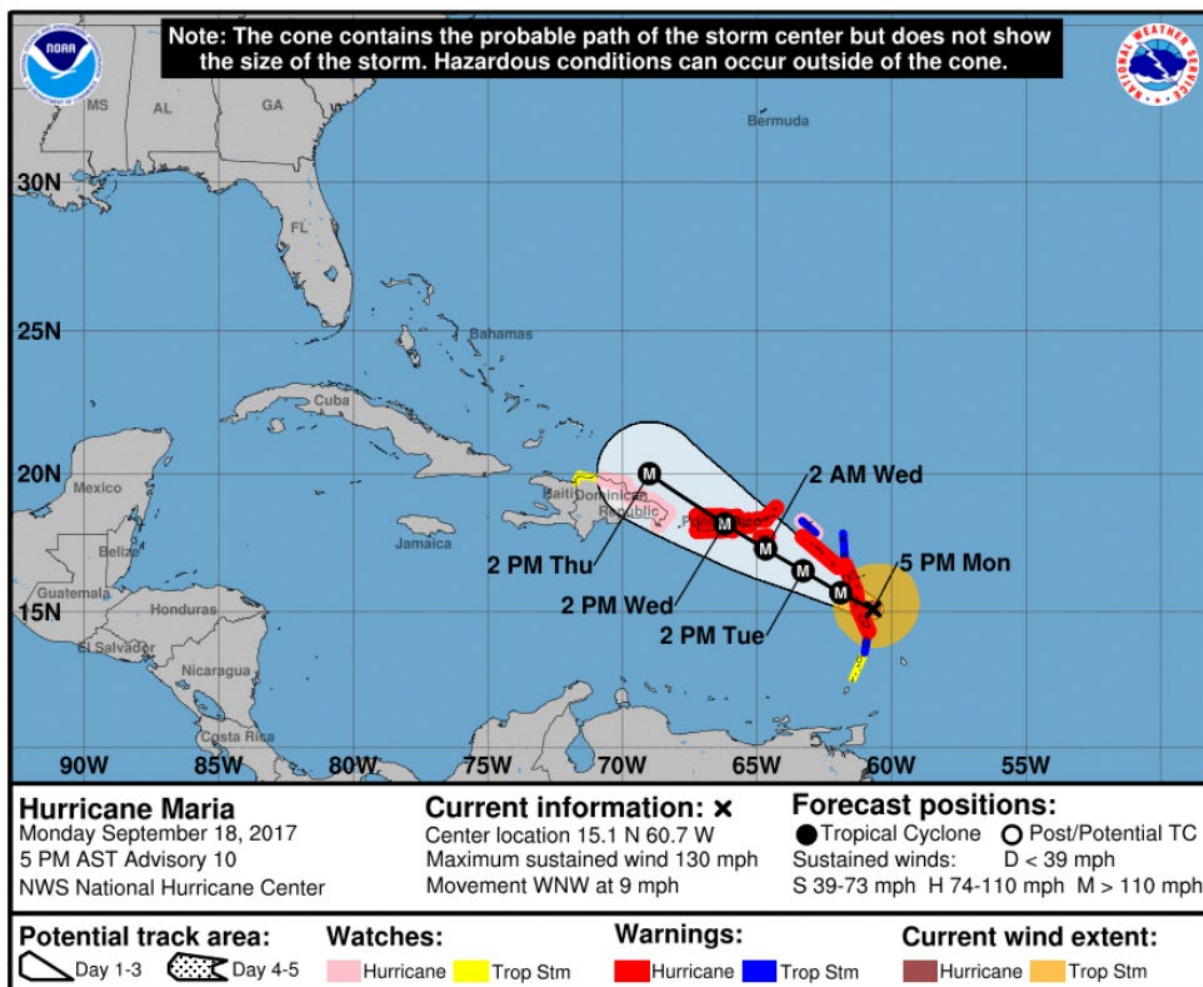 Note: The cone contains the probable path of the storm center but does not show
the size of the storm. Hazardous conditions can occur outside of the cone.
NOAA
NATIONAL WEATHER SERVICE
MS
AL
GA
Bermuda
30N
FL
25N
Bahamas
Cuba
20N
M
2 AM Wed
Mexico
Haiti
Dominican
Republic
Puerto Rico
M
Jamaica
Belize
M
2 PM Thu
M
5 PM Mon
M
Guatemala
Honduras
15N
2 PM Wed
2 PM Tue
El Salvador
Nicaragua
Costa Rica
90W 85W 80W 75W 70W 65W 60W 55W
Hurricane Maria
Monday September 18, 2017
5 PM AST Advisory 10
NWS National Hurricane Center
Current information: x
Center location 15.1 N 60.7 W
Maximum sustained wind 130 mph
Movement WNW at 9 mph
Forecast positions:
Tropical Cyclone Post/Potential TC
Sustained winds: D < 39 mph
S 39-73 mph H 74-110 mph M > 110 mph
Potential track area:
Day 1-3 Day 4-5
Watches:
Hurricane Trop Stm
Warnings:
Hurricane Trop Stm
Current wind extent:
Hurricane Trop Stm